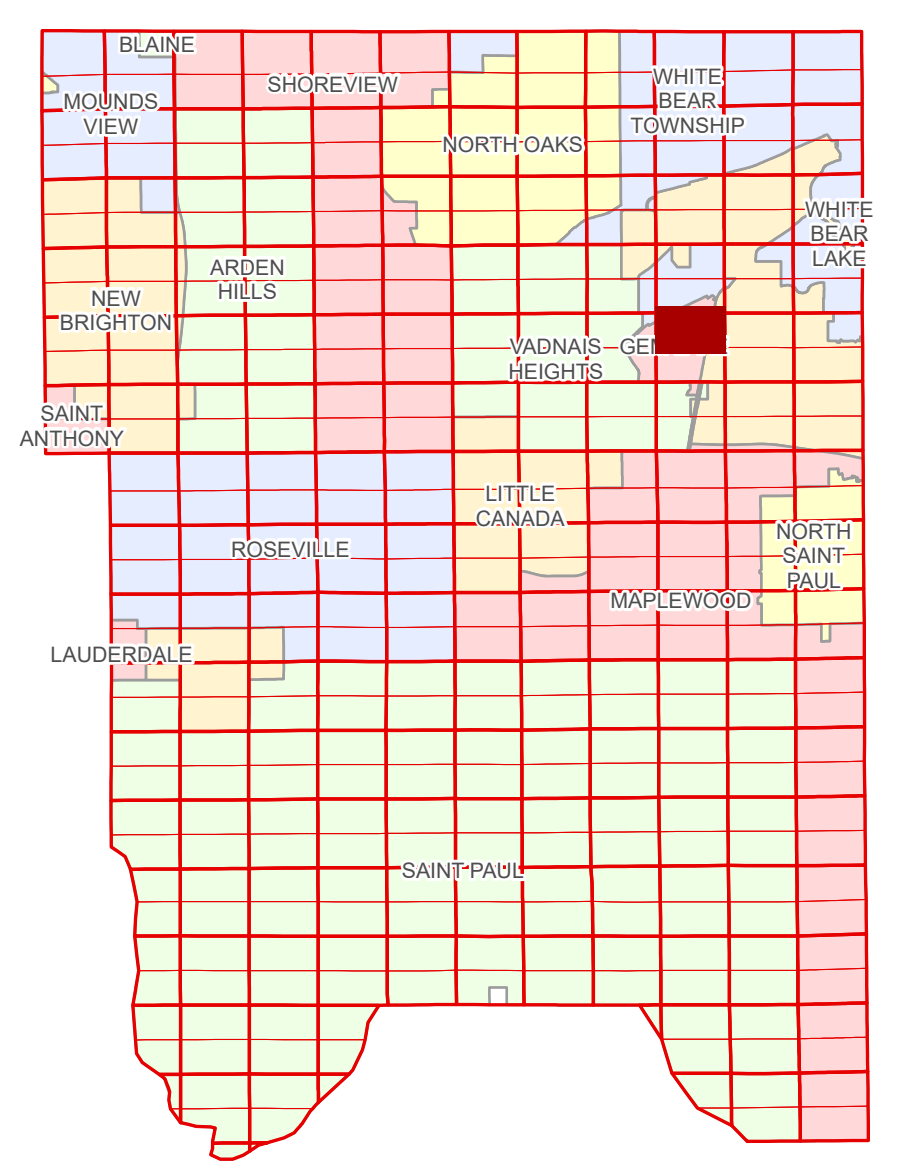 BLAINE
SHOREVIEW
WHITE
BEAR
TOWNSHIP
MOUNDS
VIEW
NORTH OAKS
WHITE
BEAR
LAKE
ARDEN
HILLS
NEW
BRIGHTON
VADNAIS
HEIGHTS
SAINT
ANTHONY
LITTLE
CANADA
NORTH
SAINT
PAUL
ROSEVILLE
MAPLEWOOD
LAUDERDALE
SAINT PAUL